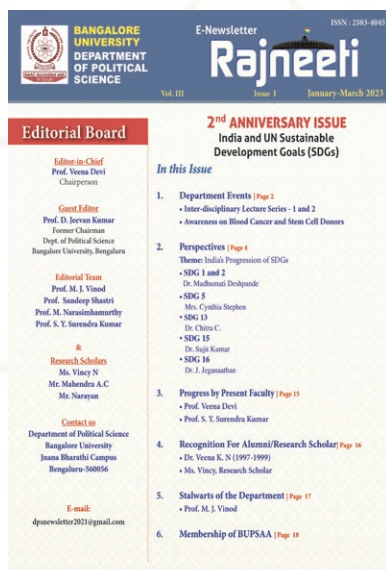 BANGALORE
UNIVERSITY
DEPARTMENT
OF POLITICAL
SCIENCE
E-Newsletter
ISSN : 2583-4045
Rajneeti
Vol. III
Issue 1
January-March 2023
Editorial Board
Editor-in-Chief
Prof. Veena Devi
Chairperson
Guest Editor
Prof. D. Jeevan Kumar
Former Chairman
Dept. of Political Science
Bangalore University, Bengaluru
Editorial Team
Prof. M. J. Vinod
Prof. Sandeep Shastri
Prof. M. Narasimhamurthy
Prof. S. Y. Surendra Kumar
&
Research Scholars
Ms. Vincy N
Mr. Mahendra A.C
Mr. Narayan
Contact us
Department of Political Science
Bangalore University
Jnana Bharathi Campus
Bengaluru-560056
E-mail:
dpsnewsletter2021@gmail.com
2nd ANNIVERSARY ISSUE
India and UN Sustainable
Development Goals (SDGs)
In this Issue
1. Department Events | Page 2
• Inter-disciplinary Lecture Series - 1 and 2
• Awareness on Blood Cancer and Stem Cell Donors
2. Perspectives | Page 4
Theme: India's Progression of SDGs
• SDG 1 and 2
Dr. Madhumati Deshpande
• SDG 5
Mrs. Cynthia Stephen
• SDG 13
Dr. Chitra C.
• SDG 15
Dr. Sujit Kumar
• SDG 16
Dr. J. Jeganaathan
3. Progress by Present Faculty | Page 15
• Prof. Veena Devi
• Prof. S. Y. Surendra Kumar
4. Recognition For Alumni/Research Scholar| Page 16
• Dr. Veena K. N (1997-1999)
• Ms. Vincy, Research Scholar
5. Stalwarts of the Department | Page 17
• Prof. M. J. Vinod
6. Membership of BUPSAA | Page 18